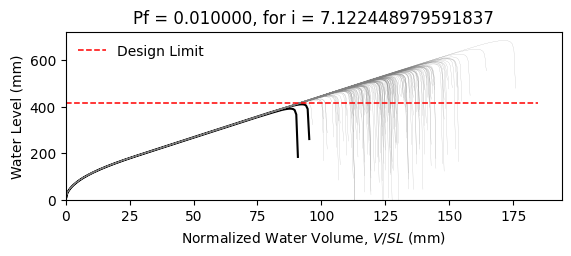 Pf = 0.010000, for i = 7.122448979591837
Design Limit
Water Level (mm)
600
400
200
0
0 25 50 75 100 125 150 175
Normalized Water Volume, V/SL (mm)